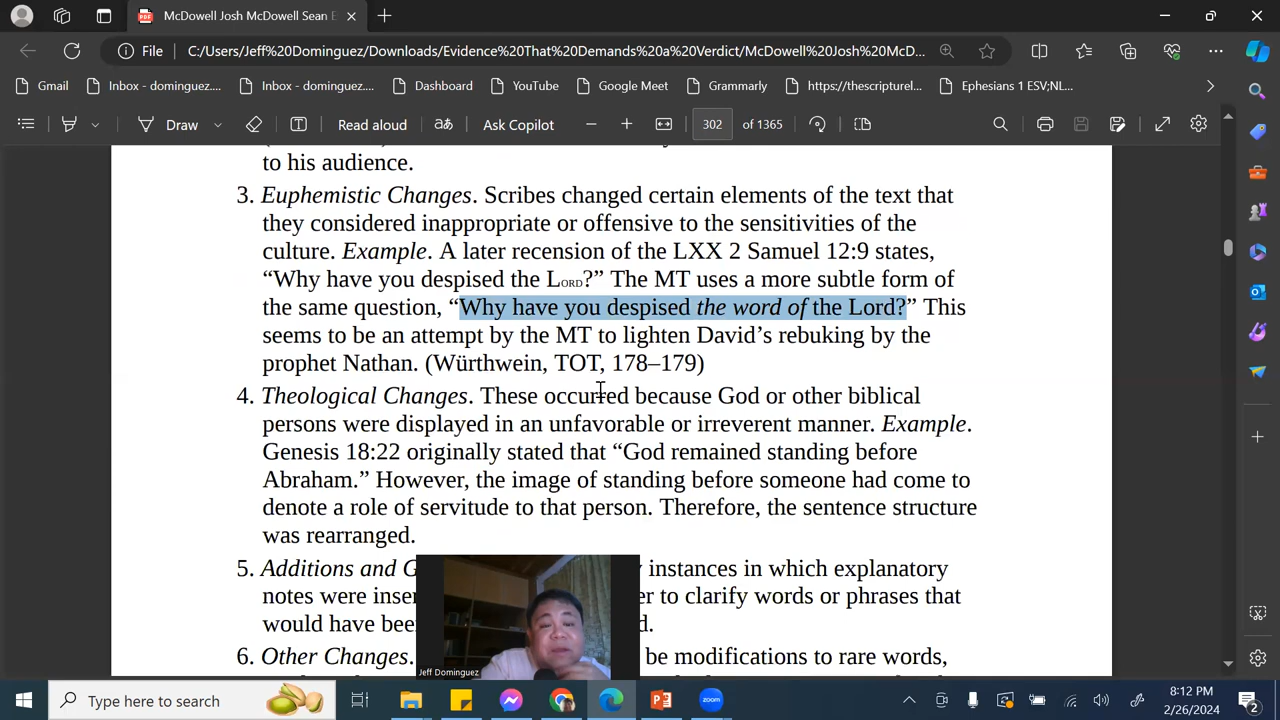 McDowell Josh McDowell Sean E
File
C:/Users/Jeff%20Dominguez/Downloads/Evidence%20That%20Demands%20a%20Verdict/McDowell%20Josh%20McD...
Gmail
Inbox - dominguez....
Inbox - dominguez....
Dashboard
YouTube
Google Meet
Grammarly
https://thescripturel...
Ephesians 1 ESV;NL...
Draw
Read aloud
Ask Copilot
302
of 1365
to his audience.
3. Euphemistic Changes. Scribes changed certain elements of the text that
they considered inappropriate or offensive to the sensitivities of the
culture. Example. A later recension of the LXX 2 Samuel 12:9 states,
“Why have you despised the LORD?” The MT uses a more subtle form of
the same question, “Why have you despised the word of the Lord?” This
seems to be an attempt by the MT to lighten David’s rebuking by the
prophet Nathan. (Würthwein, TOT, 178–179)
4. Theological Changes. These occurred because God or other biblical
persons were displayed in an unfavorable or irreverent manner. Example.
Genesis 18:22 originally stated that “God remained standing before
Abraham.” However, the image of standing before someone had come to
denote a role of servitude to that person. Therefore, the sentence structure
was rearranged.
5. Additions and G
instances in which explanatory
notes were inser
er to clarify words or phrases that
would have bee
d.
6. Other Changes.
be modifications to rare words,
Jeff Dominguez
Type here to search
zoom
8:12 PM
2/26/2024
2